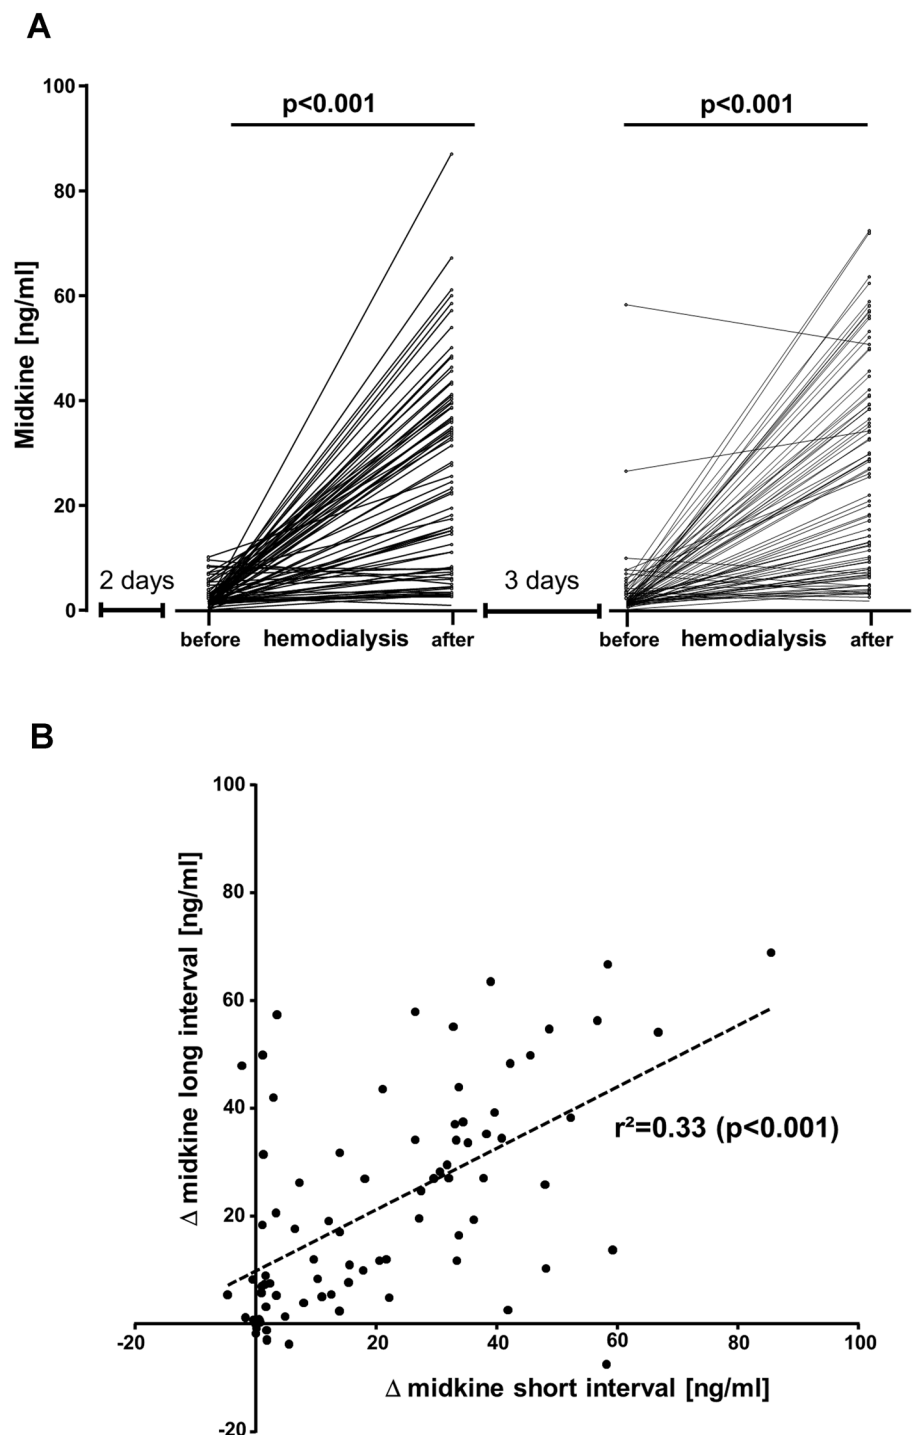 A
100
p<0.001 p<0.001
80
60
Midkine [ng/ml]
40
20
2 days 3 days
0
before hemodialysis after before hemodialysis after
B
100
80
60
Δ midkine long interval [ng/ml]
40
r²=0.33 (p<0.001)
20
-20 20 40 60 80 100
Δ midkine short interval [ng/ml]
-20